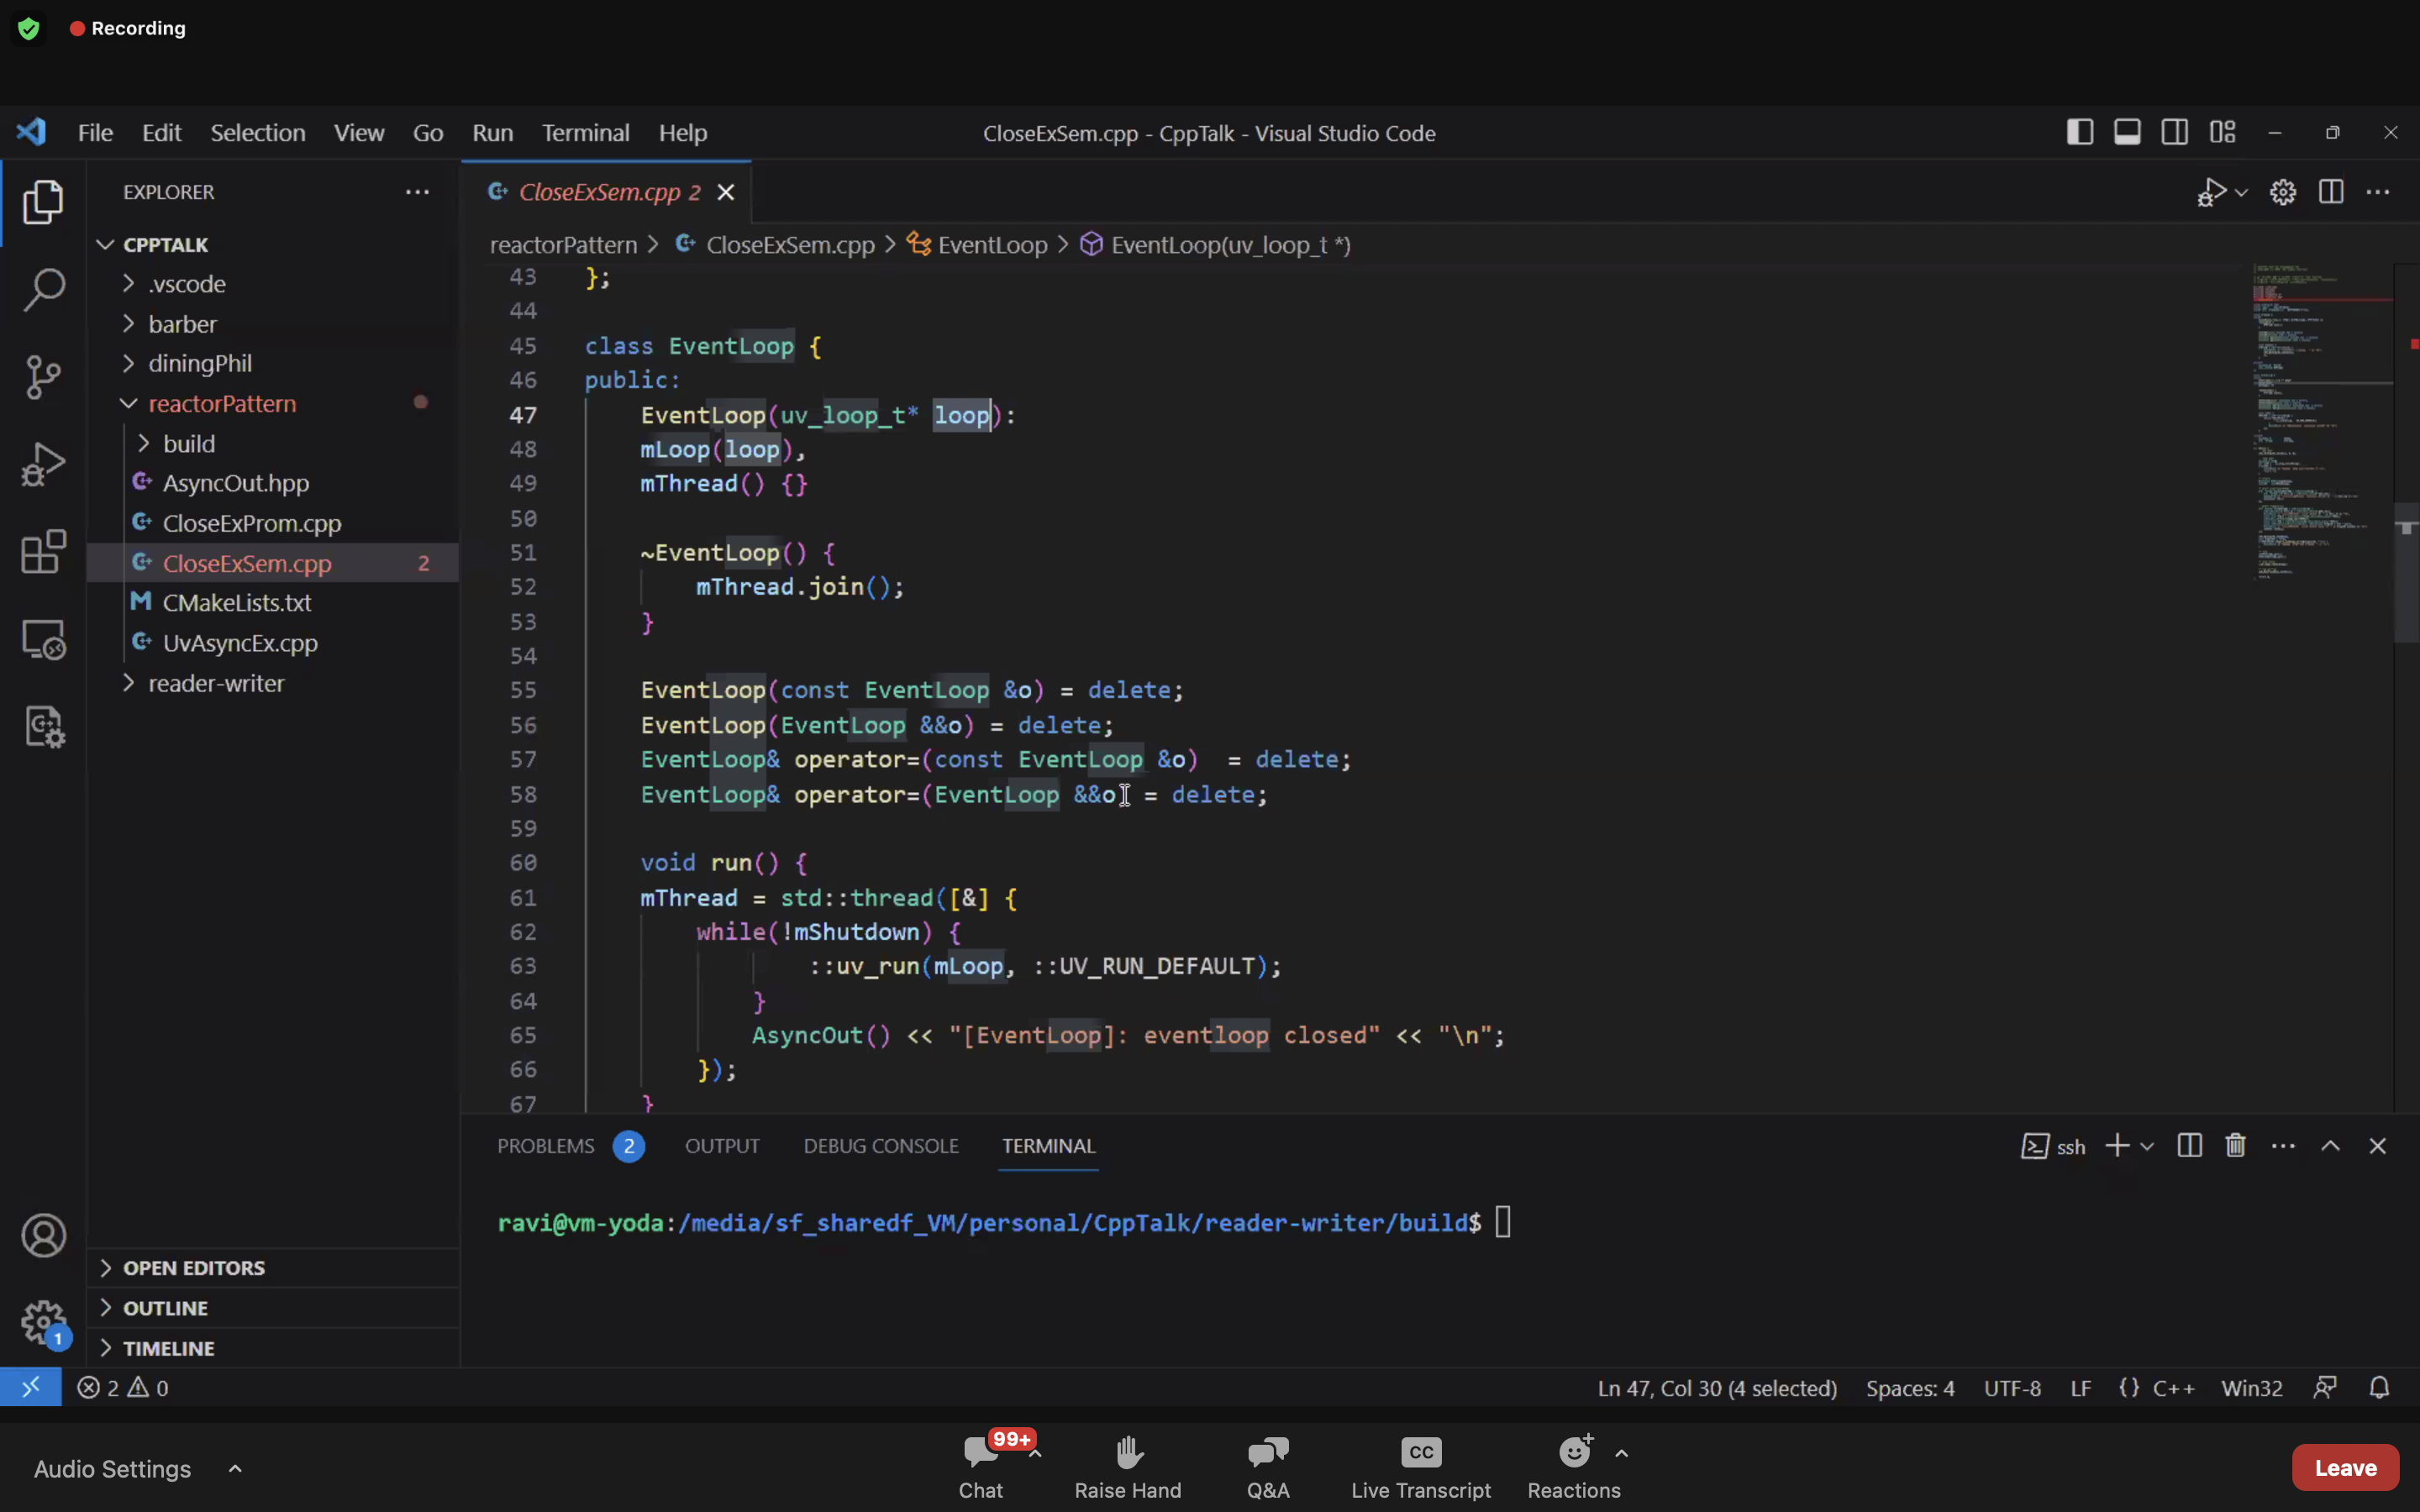 Recording
File Edit Selection View Go Run Terminal Help
CloseExSem.cpp - CppTalk - Visual Studio Code
EXPLORER
CPPTALK
.vscode
barber
diningPhil
reactorPattern
build
AsyncOut.hpp
CloseExProm.cpp
CloseExSem.cpp 2
CMakeLists.txt
UvAsyncEx.cpp
reader-writer
OPEN EDITORS
OUTLINE
TIMELINE
1
CloseExSem.cpp 2
reactorPattern > CloseExSem.cpp > EventLoop > EventLoop(uv_loop_t *)
43 };
44
45 class EventLoop {
46 public:
47 EventLoop(uv_loop_t* loop):
48 mLoop(loop),
49 mThread() {}
50
51 ~EventLoop() {
52 mThread.join();
53 }
54
55 EventLoop(const EventLoop &o) = delete;
56 EventLoop(EventLoop &&o) = delete;
57 EventLoop& operator=(const EventLoop &o)  = delete;
58 EventLoop& operator=(EventLoop &&o) = delete;
59
60 void run() {
61 mThread = std::thread([&] {
62 while(!mShutdown) {
63 ::uv_run(mLoop, ::UV_RUN_DEFAULT);
64 }
65 AsyncOut() << "[EventLoop]: eventloop closed" << "\n";
66 });
67 }
PROBLEMS 2 OUTPUT DEBUG CONSOLE TERMINAL
ssh
ravi@vm-yoda:/media/sf_sharedf_VM/personal/CppTalk/reader-writer/build$
2 0
Ln 47, Col 30 (4 selected) Spaces: 4 UTF-8 LF {} C++ Win32
Audio Settings
99+
Chat
Raise Hand
Q&A
CC
Live Transcript
Reactions
Leave